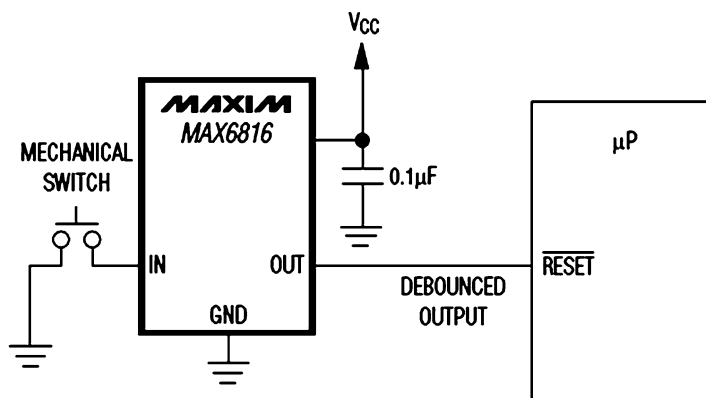 VCC
MAXIM
MAX6816
μP
MECHANICAL
SWITCH
0.1μF
IN
OUT
RESET
DEBOUNCED
OUTPUT
GND